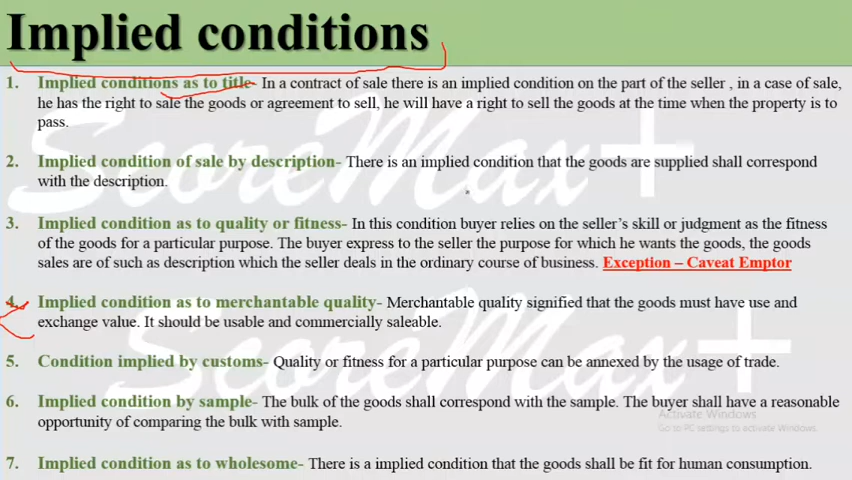 Implied conditions
1. Implied conditions as to title- In a contract of sale there is an implied condition on the part of the seller , in a case of sale,
he has the right to sale the goods or agreement to sell, he will have a right to sell the goods at the time when the property is to
pass.
2. Implied condition of sale by description- There is an implied condition that the goods are supplied shall correspond
with the description.
3. Implied condition as to quality or fitness- In this condition buyer relies on the seller's skill or judgment as the fitness
of the goods for a particular purpose. The buyer express to the seller the purpose for which he wants the goods, the goods
sales are of such as description which the seller deals in the ordinary course of business. Exception – Caveat Emptor
4. Implied condition as to merchantable quality- Merchantable quality signified that the goods must have use and
exchange value. It should be usable and commercially saleable.
5. Condition implied by customs- Quality or fitness for a particular purpose can be annexed by the usage of trade.
6. Implied condition by sample- The bulk of the goods shall correspond with the sample. The buyer shall have a reasonable
opportunity of comparing the bulk with sample.
7. Implied condition as to wholesome- There is a implied condition that the goods shall be fit for human consumption.
ScoreMax+
ScoreMax+
Activate Windows
Go to PC settings to activate Windows.